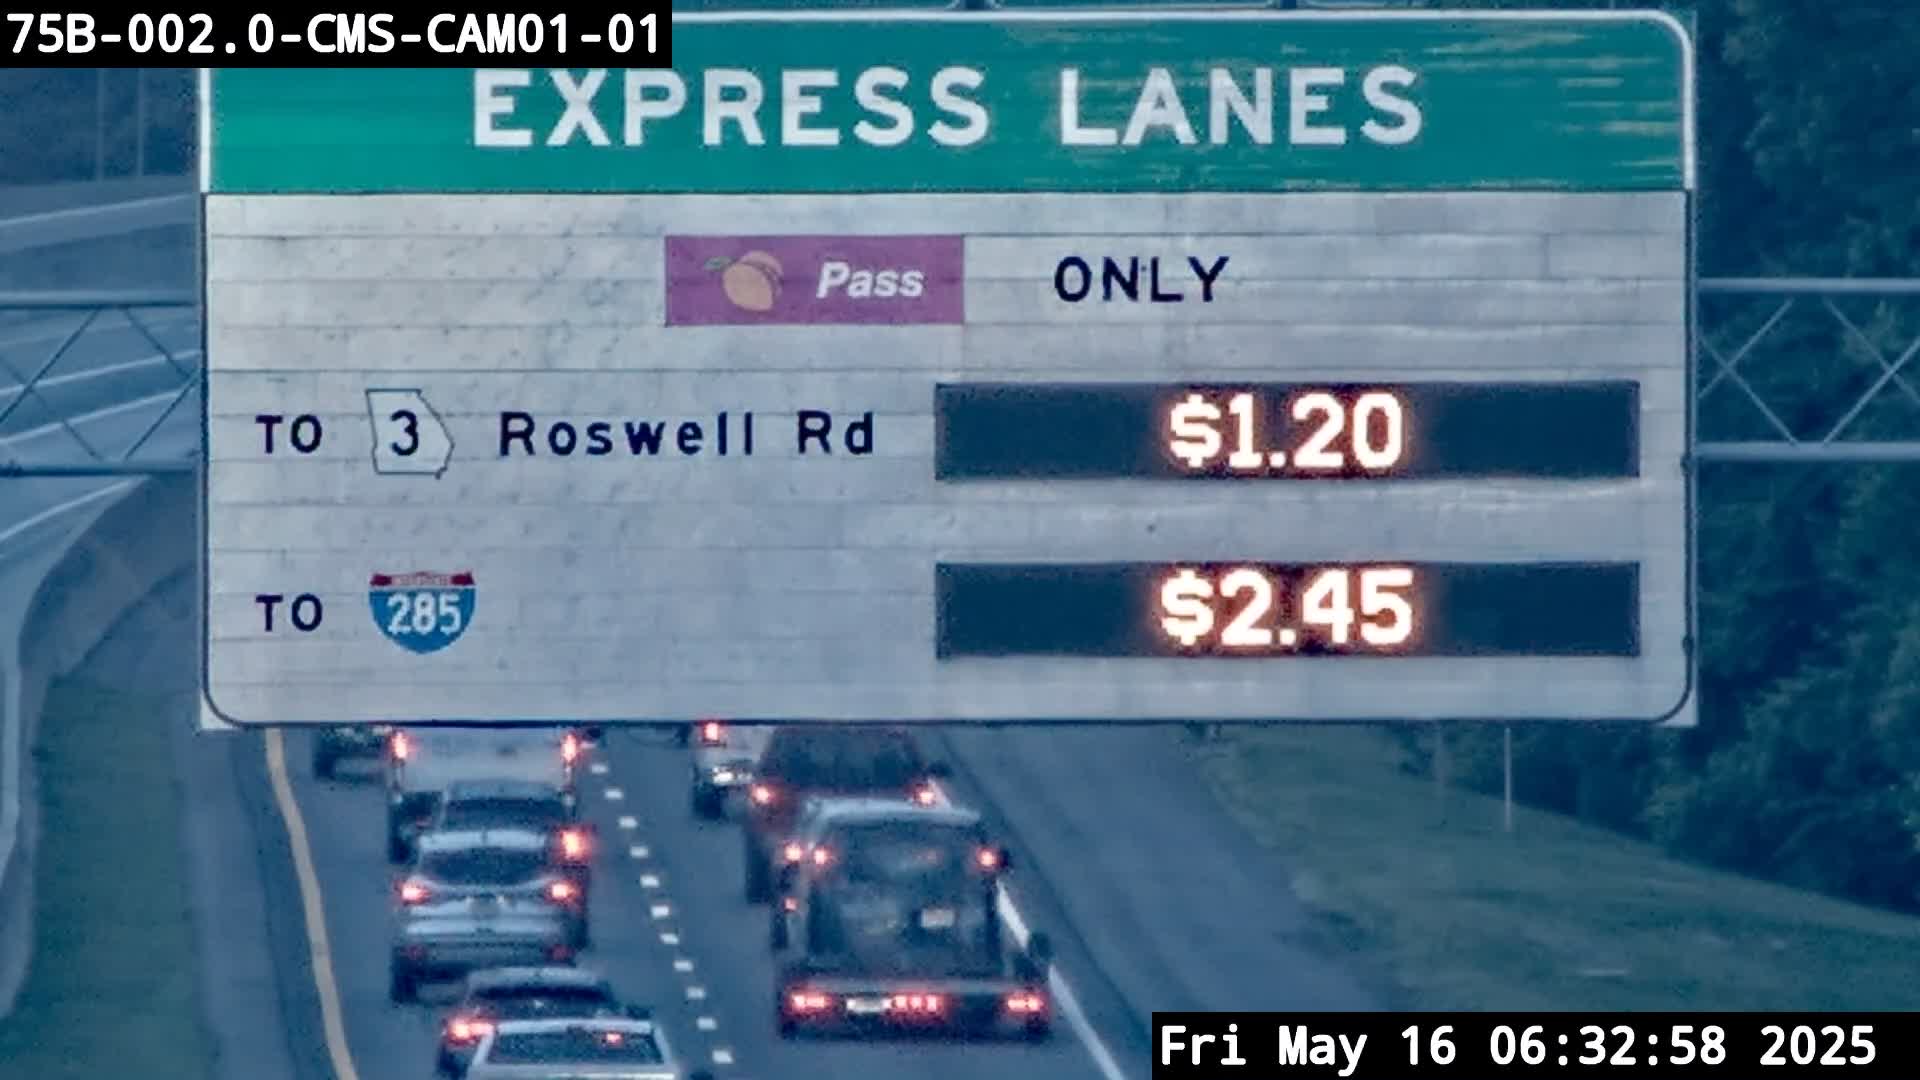 75B-002.0-CMS-CAM01-01
EXPRESS LANES
Pass ONLY
TO 3 Roswell Rd $1.20
TO 285 $2.45
Fri May 16 06:32:58 2025